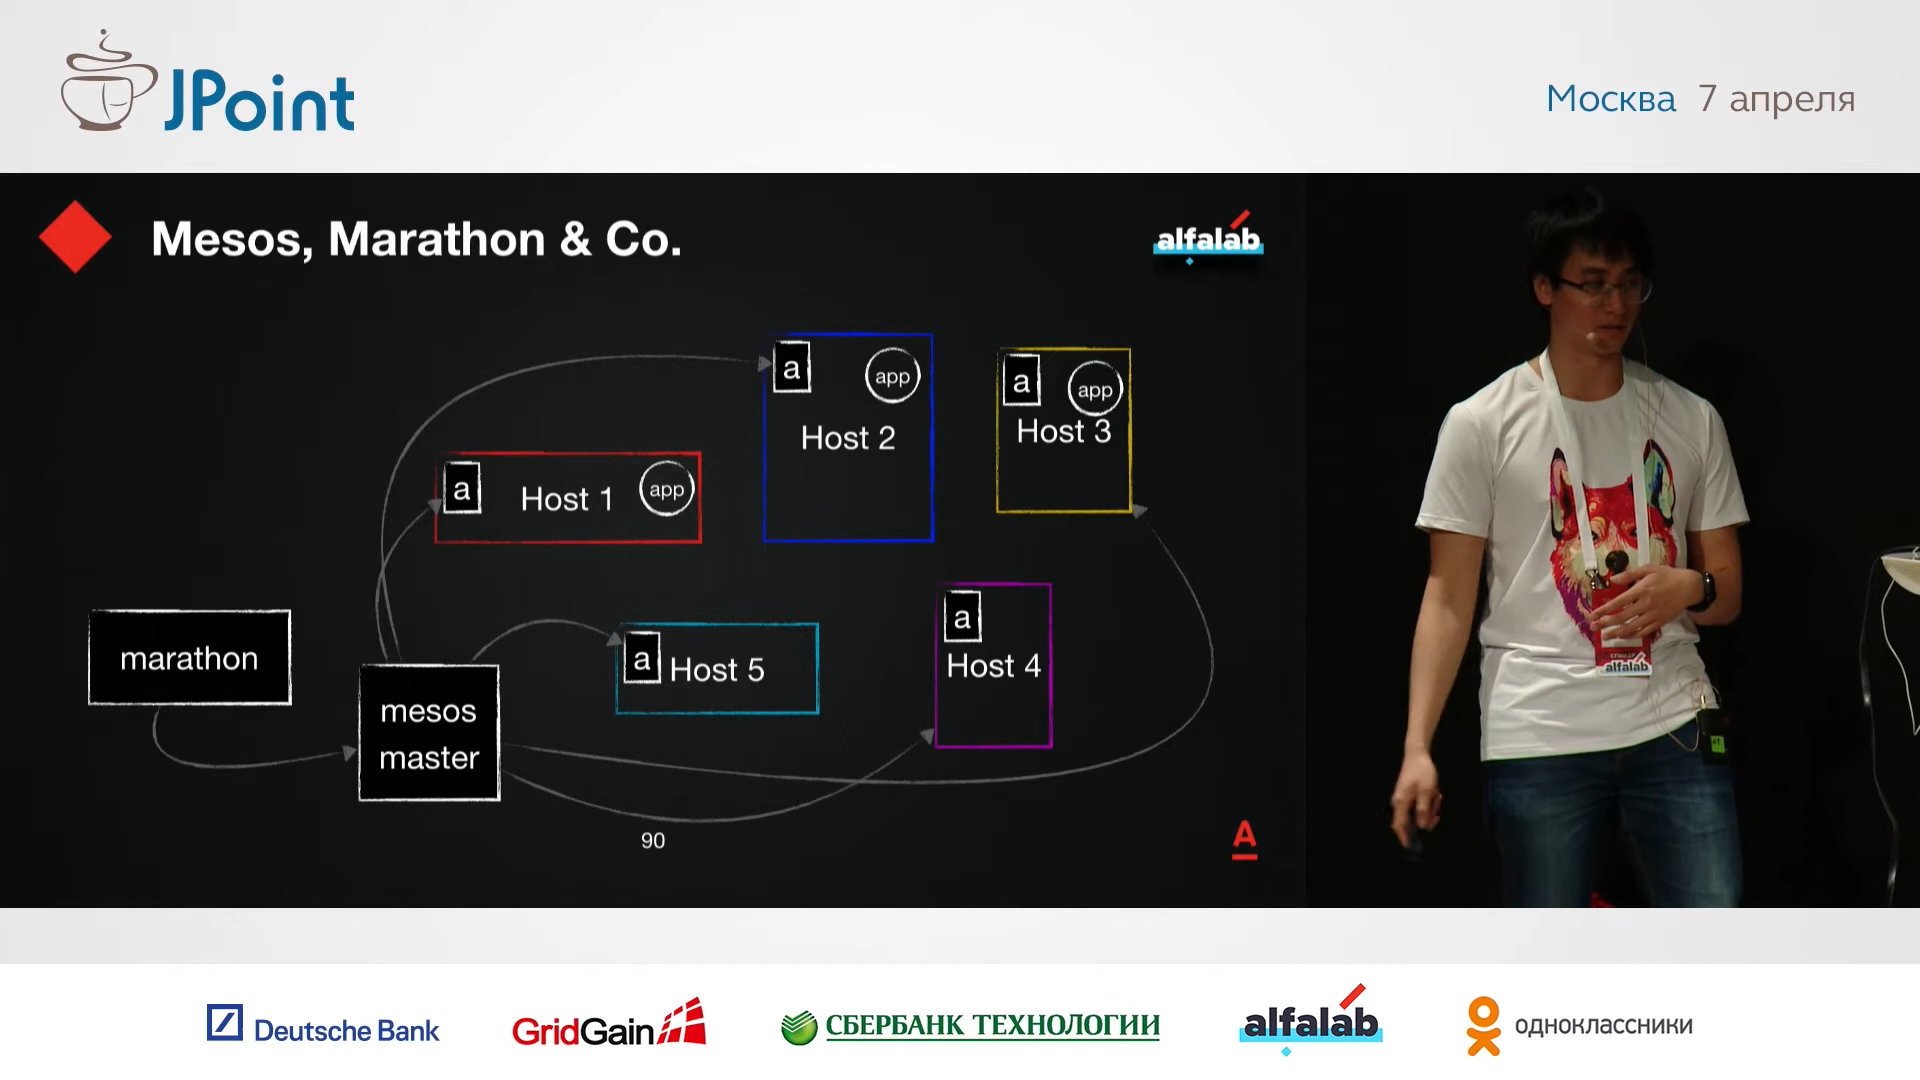 JPoint
Москва 7 апреля
Mesos, Marathon & Co.
alfalab
a
app
Host 2
a
app
Host 3
a
Host 1
app
marathon
mesos
master
a
Host 5
a
Host 4
90
A
alfalab
Deutsche Bank
GridGain
СБЕРБАНК ТЕХНОЛОГИИ
alfalab
одноклассники